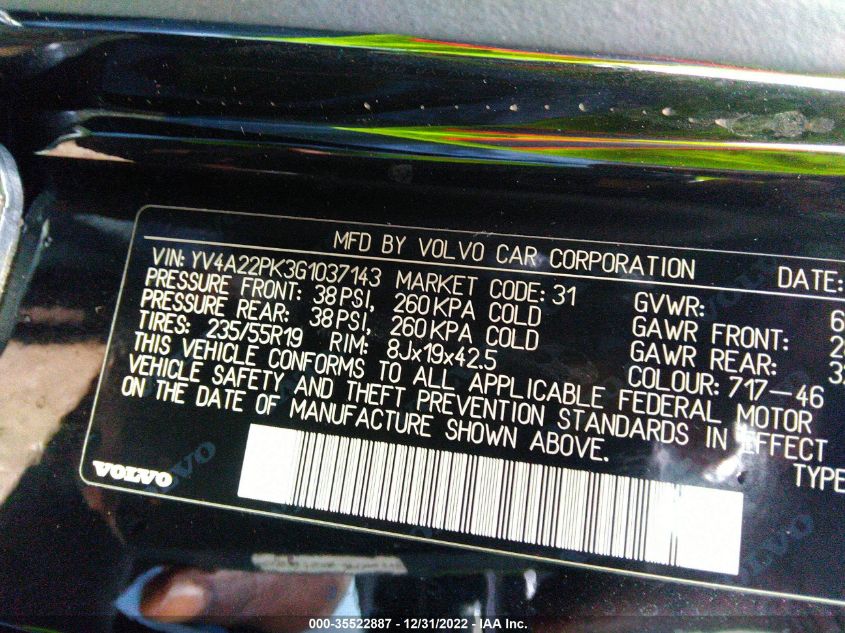 MFD BY VOLVO CAR CORPORATION DATE:
VIN: YV4A22PK3G1037143 MARKET CODE: 31 GVWR: 6
PRESSURE FRONT: 38PSI, 260KPA COLD GAWR FRONT: 2
PRESSURE REAR: 38PSI, 260KPA COLD GAWR REAR: 3
TIRES: 235/55R19 RIM: 8Jx19x42.5 COLOUR: 717-46
THIS VEHICLE CONFORMS TO ALL APPLICABLE FEDERAL MOTOR
VEHICLE SAFETY AND THEFT PREVENTION STANDARDS IN EFFECT
ON THE DATE OF MANUFACTURE SHOWN ABOVE.
TYPE
VOLVO
000-35522887 - 12/31/2022 - IAA Inc.